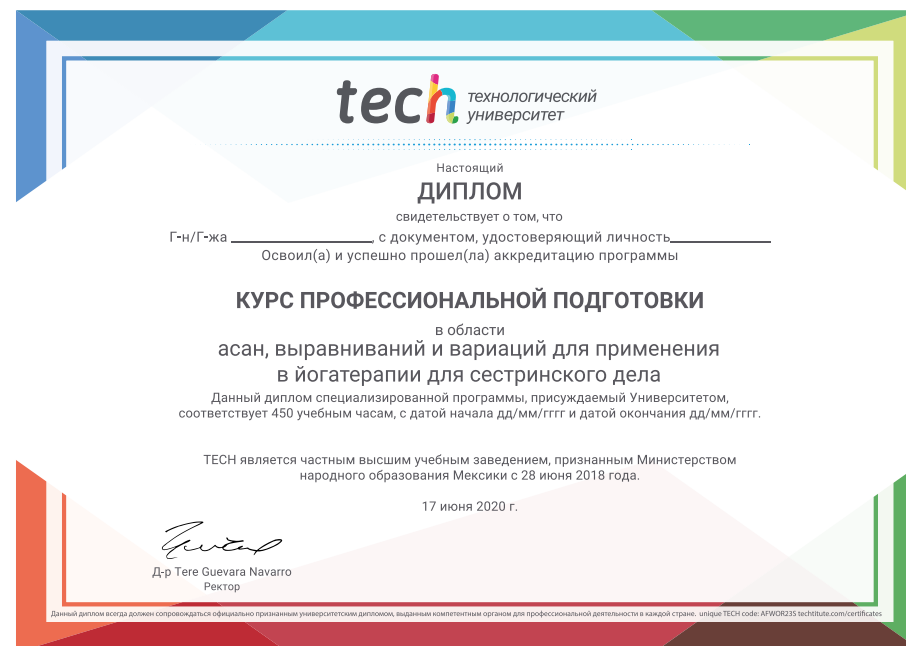 tech технологический университет
Настоящий
ДИПЛОМ
свидетельствует о том, что
Г-н/Г-жа ____________________, с документом, удостоверяющий личность______________
Освоил(а) и успешно прошел(ла) аккредитацию программы
КУРС ПРОФЕССИОНАЛЬНОЙ ПОДГОТОВКИ
в области
асан, выравниваний и вариаций для применения
в йогатерапии для сестринского дела
Данный диплом специализированной программы, присуждаемый Университетом,
соответствует 450 учебным часам, с датой начала дд/мм/гггг и датой окончания дд/мм/гггг.
TECH является частным высшим учебным заведением, признанным Министерством
народного образования Мексики с 28 июня 2018 года.
17 июня 2020 г.
Д-р Tere Guevara Navarro
Ректор
Данный диплом всегда должен сопровождаться официально признанным университетским дипломом, выданным компетентным органом для профессиональной деятельности в каждой стране. unique TECH code: AFWOR23S techtitute.com/certificates